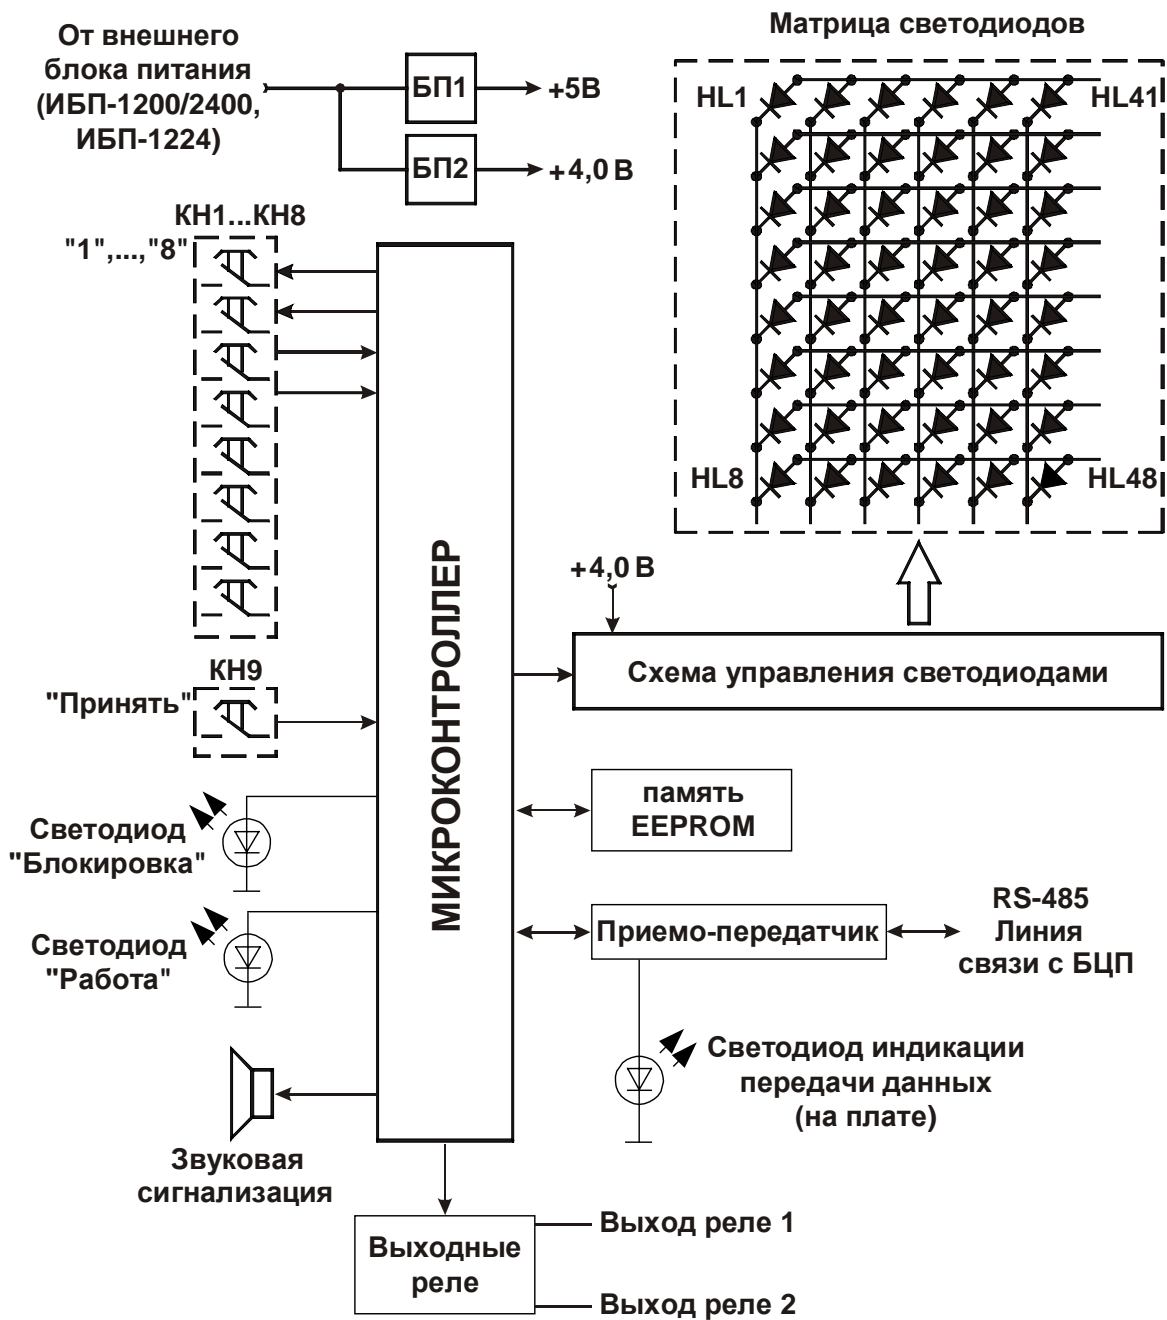 От внешнего
блока питания
(ИБП-1200/2400,
ИБП-1224)
БП1
+5В
БП2
+4,0 В
Матрица светодиодов
HL1
HL41
HL8
HL48
КН1...КН8
"1",...,"8"
КН9
"Принять"
МИКРОКОНТРОЛЛЕР
+4,0 В
Схема управления светодиодами
память
EEPROM
Светодиод
"Блокировка"
Приемо-передатчик
RS-485
Линия
связи с БЦП
Светодиод
"Работа"
Светодиод индикации
передачи данных
(на плате)
Звуковая
сигнализация
Выходные
реле
Выход реле 1
Выход реле 2